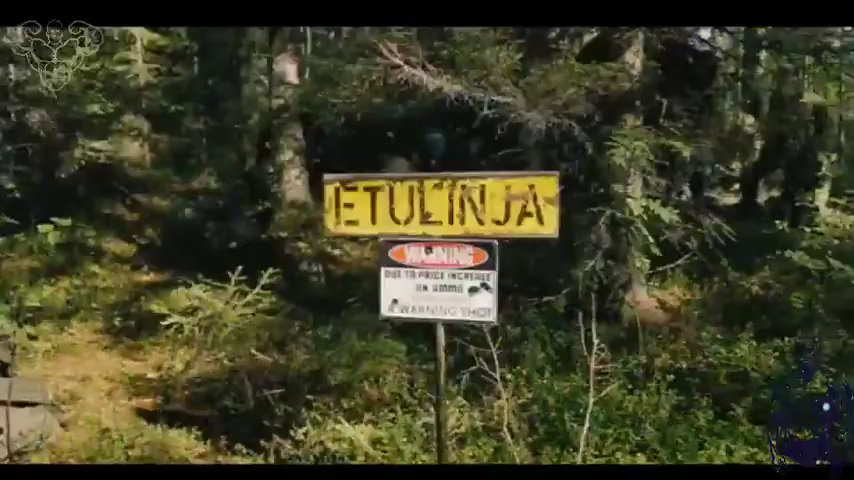 ETULINJA
WARNING
DUE TO PRICE INCREASE
ON AMMO
A WARNING SHOT